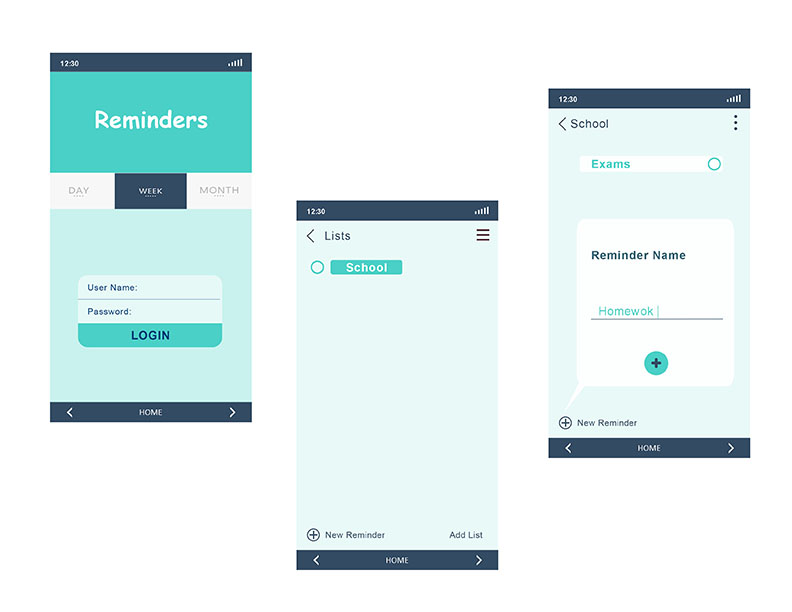 12:30
Reminders
DAY WEEK MONTH
User Name:
Password:
LOGIN
HOME
12:30
Lists
School
New Reminder Add List
HOME
12:30
School
Exams
Reminder Name
Homewok
New Reminder
HOME